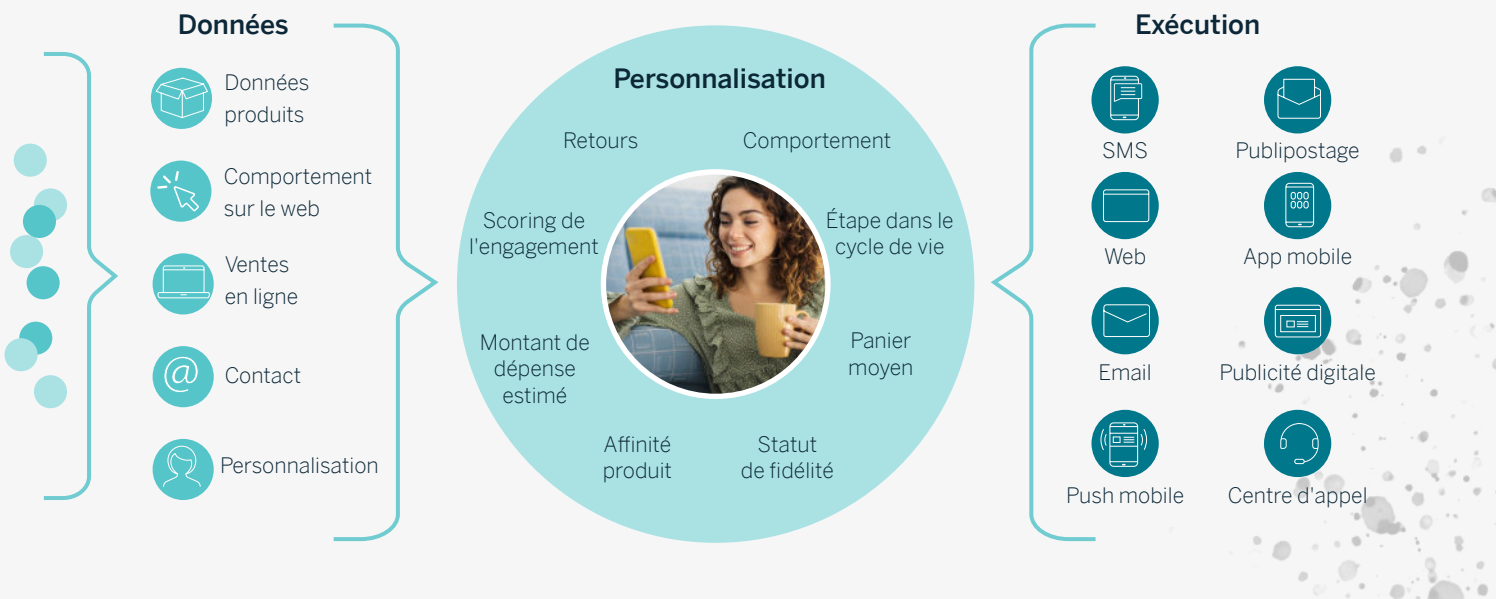 Données
Données
produits
Comportement
sur le web
Ventes
en ligne
Contact
Personnalisation
Personnalisation
Retours
Comportement
Scoring de
l'engagement
Étape dans le
cycle de vie
Montant de
dépense
estimé
Panier
moyen
Affinité
produit
Statut
de fidélité
Exécution
SMS
Publipostage
Web
App mobile
Email
Publicité digitale
Push mobile
Centre d'appel